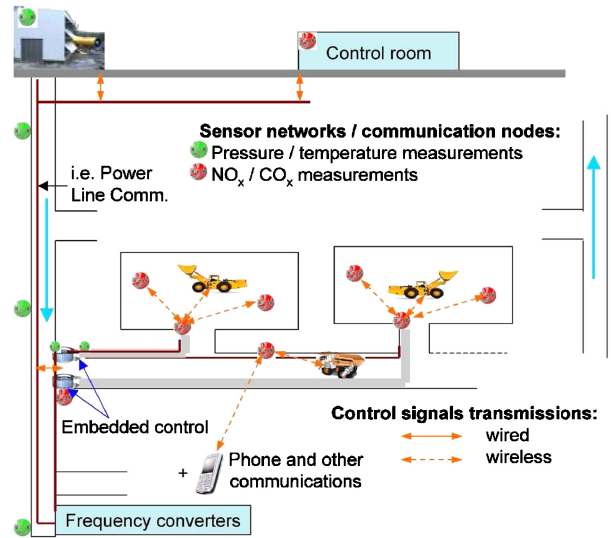 Control room
Sensor networks / communication nodes:
Pressure / temperature measurements
NOx / COx measurements
i.e. Power
Line Comm.
Embedded control
Control signals transmissions:
wired
wireless
+ Phone and other
communications
Frequency converters